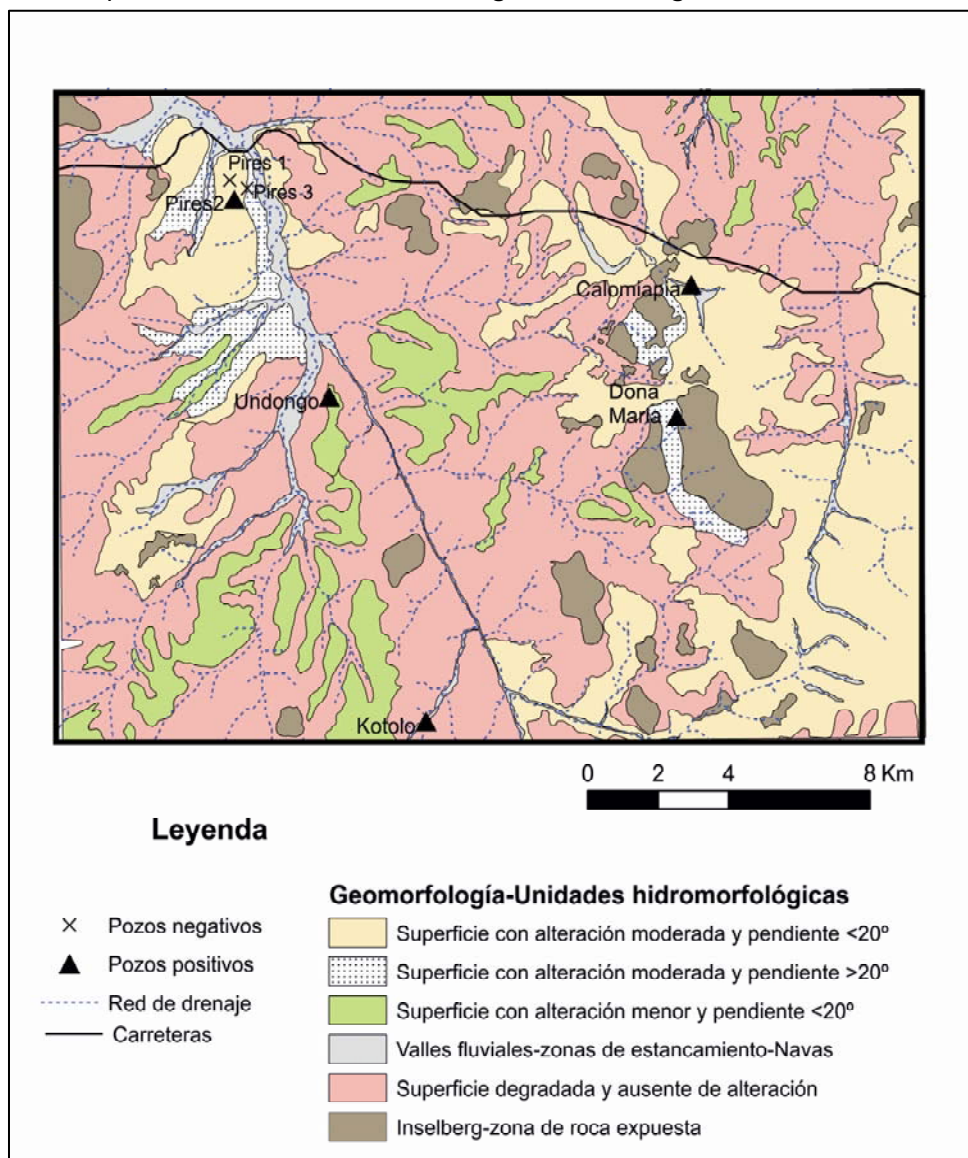 Pires 1
Pires 3
Pires2
Calomiapia
Undongo
Dona
Maria
Kotolo
0 2 4 8 Km
Leyenda
Geomorfología-Unidades hidromorfológicas
Pozos negativos
Pozos positivos
Red de drenaje
Carreteras
Superficie con alteración moderada y pendiente <20º
Superficie con alteración moderada y pendiente >20º
Superficie con alteración menor y pendiente <20º
Valles fluviales-zonas de estancamiento-Navas
Superficie degradada y ausente de alteración
Inselberg-zona de roca expuesta